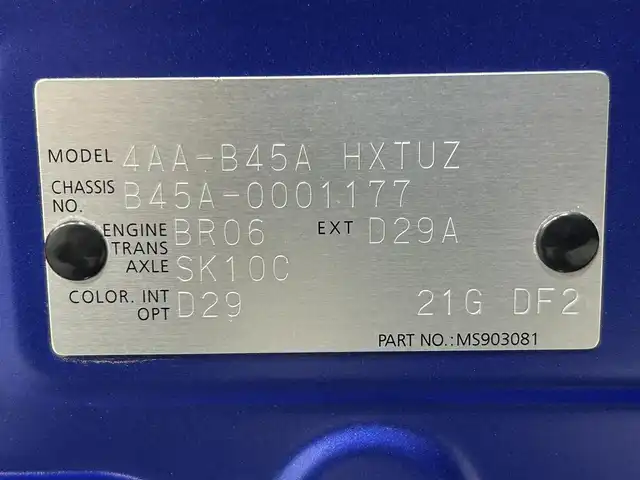 MODEL 4AA-B45A HXTUZ
CHASSIS NO. B45A-0001177
ENGINE BR06 EXT D29A
TRANS AXLE SK10C
COLOR. INT D29
OPT 21G DF2
PART NO.:MS903081